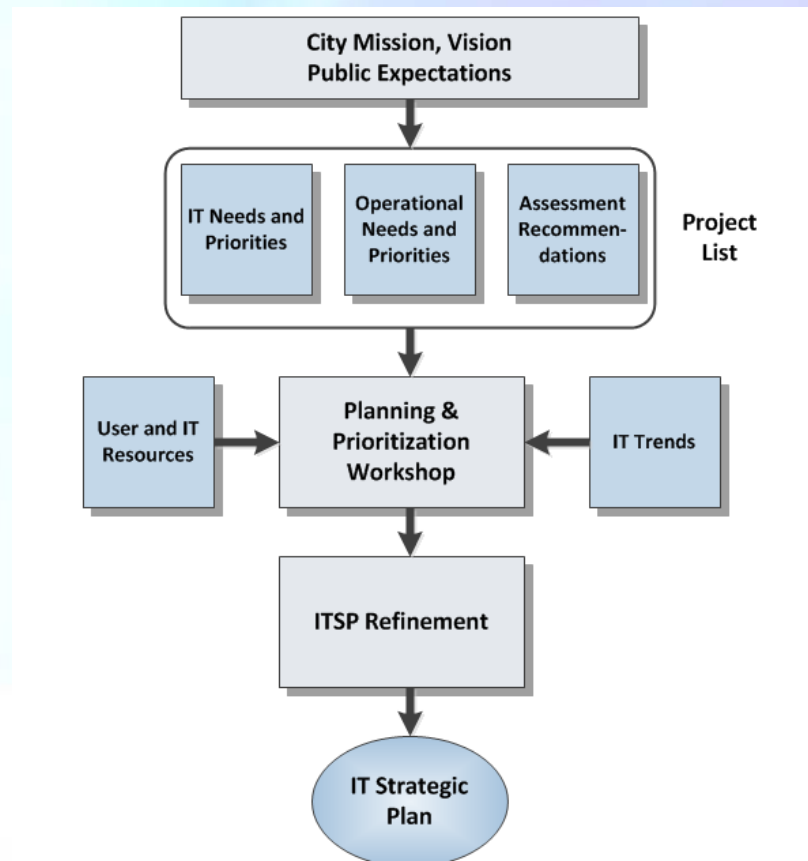 City Mission, Vision
Public Expectations
IT Needs and
Priorities
Operational
Needs and
Priorities
Assessment
Recommen-
dations
Project
List
User and IT
Resources
Planning &
Prioritization
Workshop
IT Trends
ITSP Refinement
IT Strategic
Plan